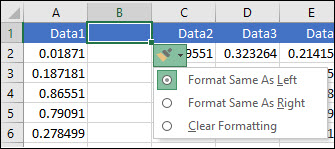 A B C D E
1 Data1 Data2 Data3 Data4
2 0.01871 9551 0.323264 0.21415
3 0.187181 Format Same As Left
4 0.86551 Format Same As Right
5 0.79091 Clear Formatting
6 0.278499